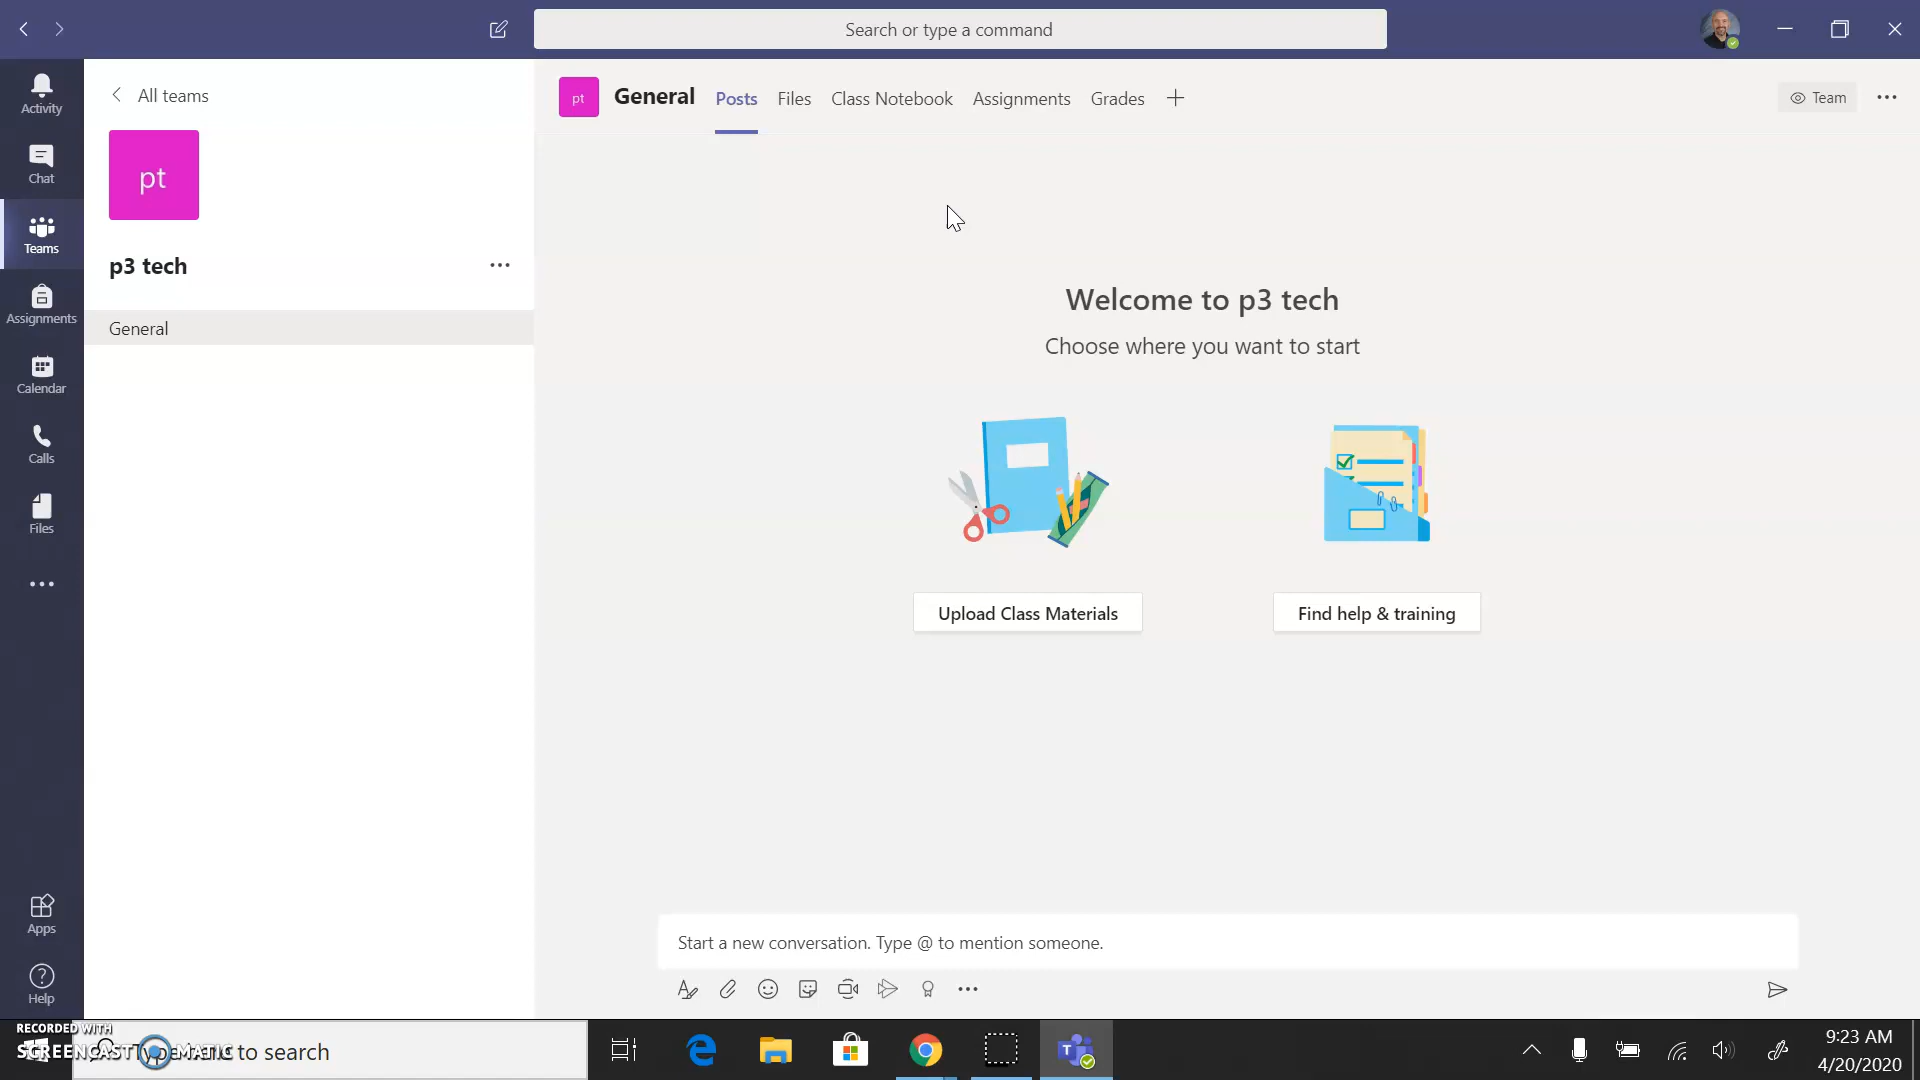 Search or type a command
Activity
Chat
Teams
Assignments
Calendar
Calls
Files
Apps
Help
All teams
pt
p3 tech
General
pt
General
Posts
Files
Class Notebook
Assignments
Grades
Team
Welcome to p3 tech
Choose where you want to start
Upload Class Materials
Find help & training
Start a new conversation. Type @ to mention someone.
RECORDED WITH
SCREENCAST MATIC
to search
9:23 AM
4/20/2020